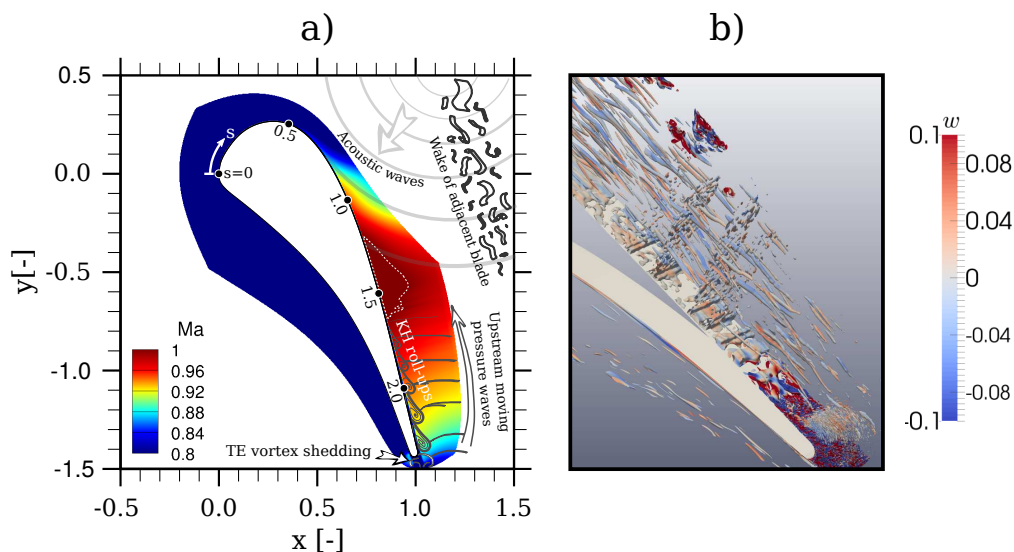 a)
b)
0.5
0.0
-0.5
-1.0
-1.5
y[-]
-0.5
0.0
0.5
1.0
1.5
x [-]
s
s=0
0.5
1.0
1.5
2.0
Acoustic waves
Wake of adjacent blade
KH roll-ups
Upstream moving
pressure waves
TE vortex shedding
Ma
1
0.96
0.92
0.88
0.84
0.8
w
0.1
0.08
0.04
0
-0.04
-0.08
-0.1